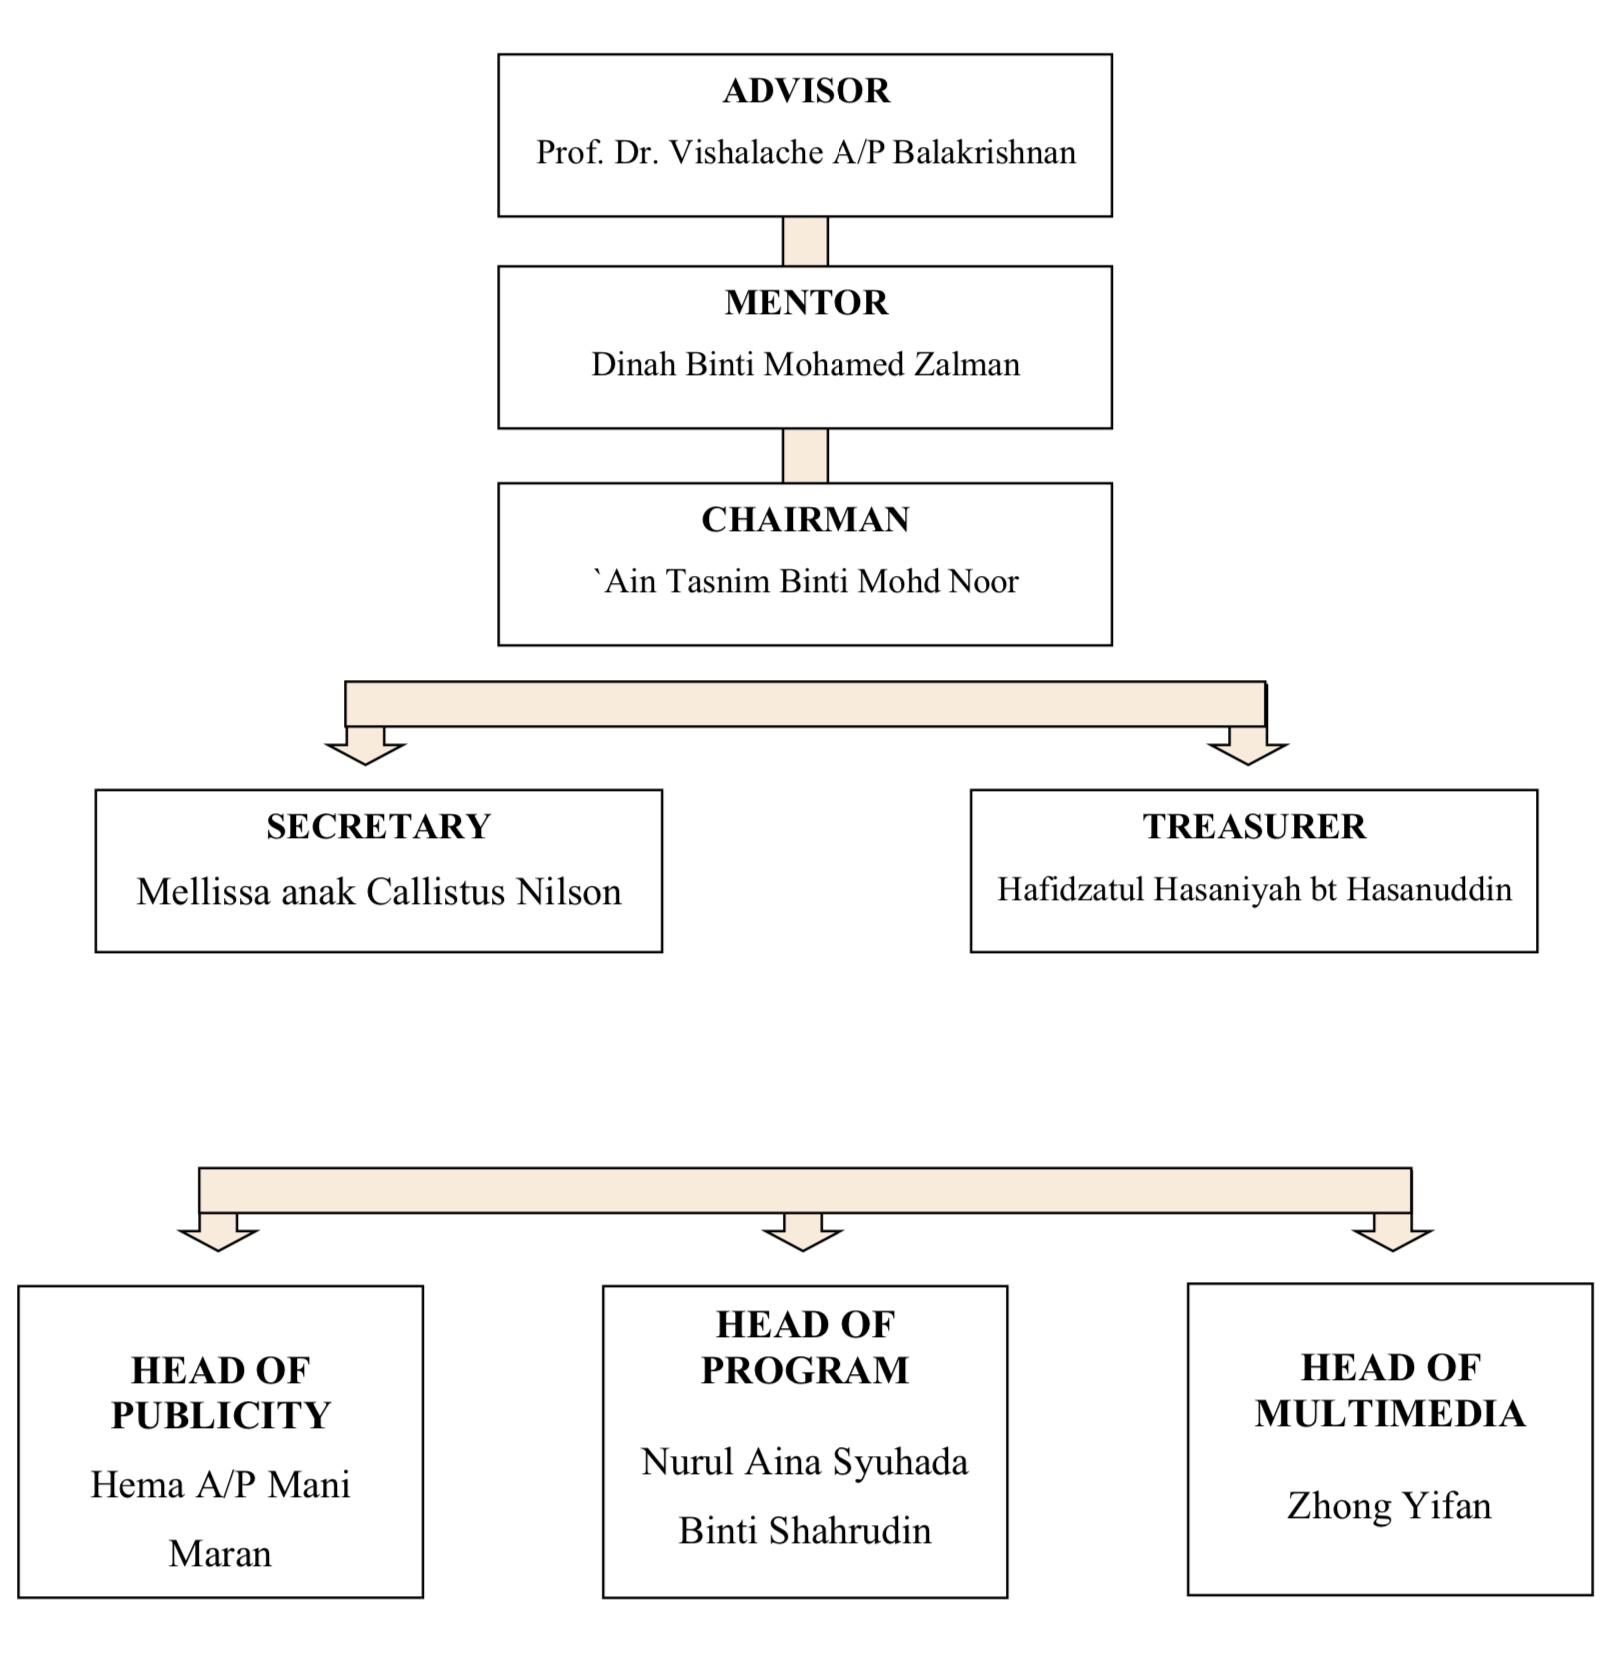 ADVISOR
Prof. Dr. Vishalache A/P Balakrishnan
MENTOR
Dinah Binti Mohamed Zalman
CHAIRMAN
`Ain Tasnim Binti Mohd Noor
SECRETARY
Mellissa anak Callistus Nilson
TREASURER
Hafidzatul Hasaniyah bt Hasanuddin
HEAD OF
PUBLICITY
Hema A/P Mani
Maran
HEAD OF
PROGRAM
Nurul Aina Syuhada
Binti Shahrudin
HEAD OF
MULTIMEDIA
Zhong Yifan